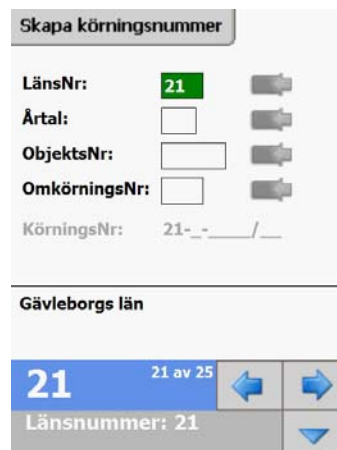 Skapa körningsnummer
LänsNr: 21
Årtal:
ObjektsNr:
OmkörningsNr:
KörningsNr: 21-_-____/__
Gävleborgs län
21 21 av 25
Länsnummer: 21